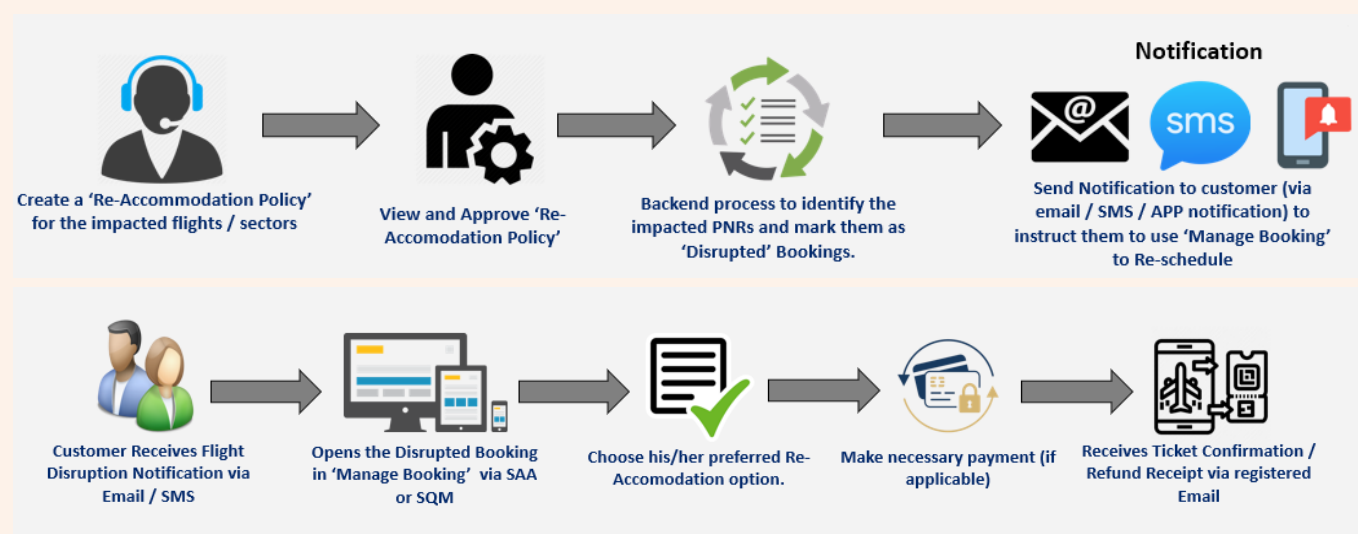 Notification
@
sms
Create a ‘Re-Accommodation Policy’
for the impacted flights / sectors
View and Approve ‘Re-
Accomodation Policy’
Backend process to identify the
impacted PNRs and mark them as
‘Disrupted’ Bookings.
Send Notification to customer (via
email / SMS / APP notification) to
instruct them to use ‘Manage Booking’
to Re-schedule
Customer Receives Flight
Disruption Notification via
Email / SMS
Opens the Disrupted Booking
in ‘Manage Booking’ via SAA
or SQM
Choose his/her preferred Re-
Accomodation option.
Make necessary payment (if
applicable)
Receives Ticket Confirmation /
Refund Receipt via registered
Email